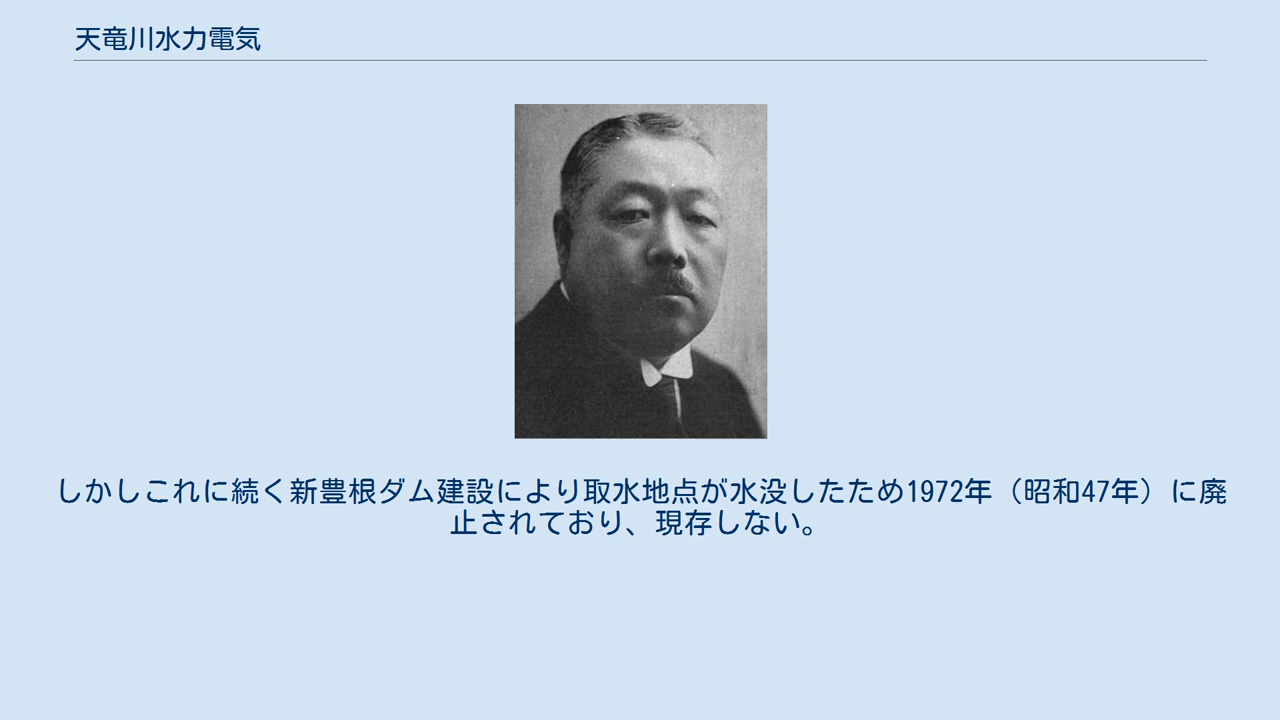 天竜川水力電気
しかしこれに続く新豊根ダム建設により取水地点が水没したため1972年（昭和47年）に廃
止されており、現存しない。